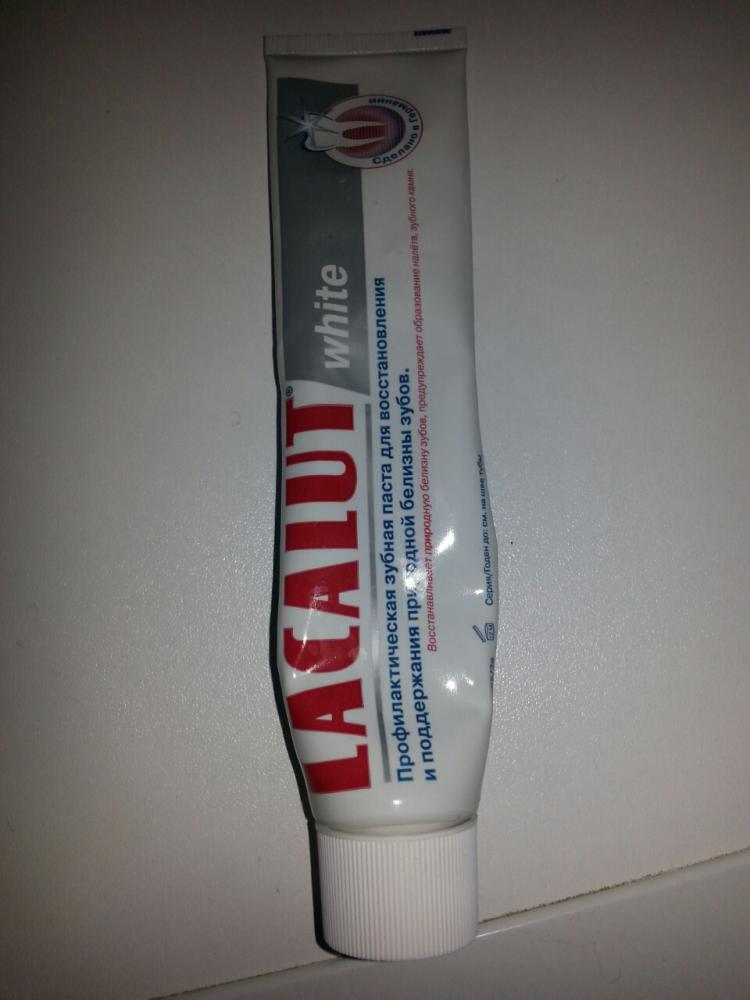 LACALUT®
white
Сделано в Германии
Профилактическая зубная паста для восстановления
и поддержания природной белизны зубов.
Восстанавливает природную белизну зубов, предупреждает образование налёта, зубного камня.
Серия/Годен до: см. на шве тубы